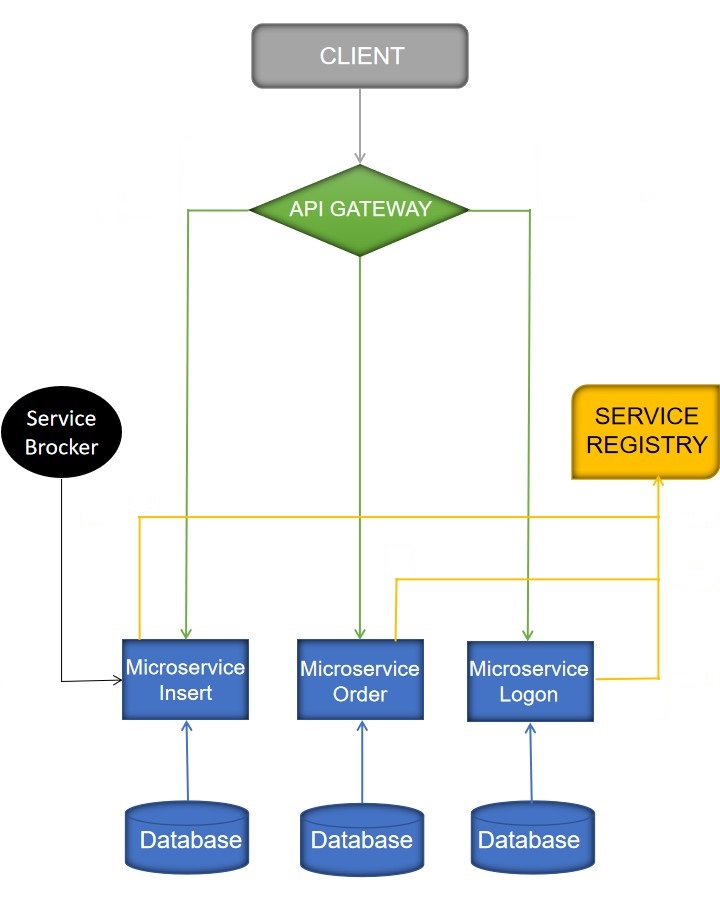 CLIENT
API GATEWAY
Service
Brocker
SERVICE
REGISTRY
Microservice
Insert
Microservice
Order
Microservice
Logon
Database
Database
Database